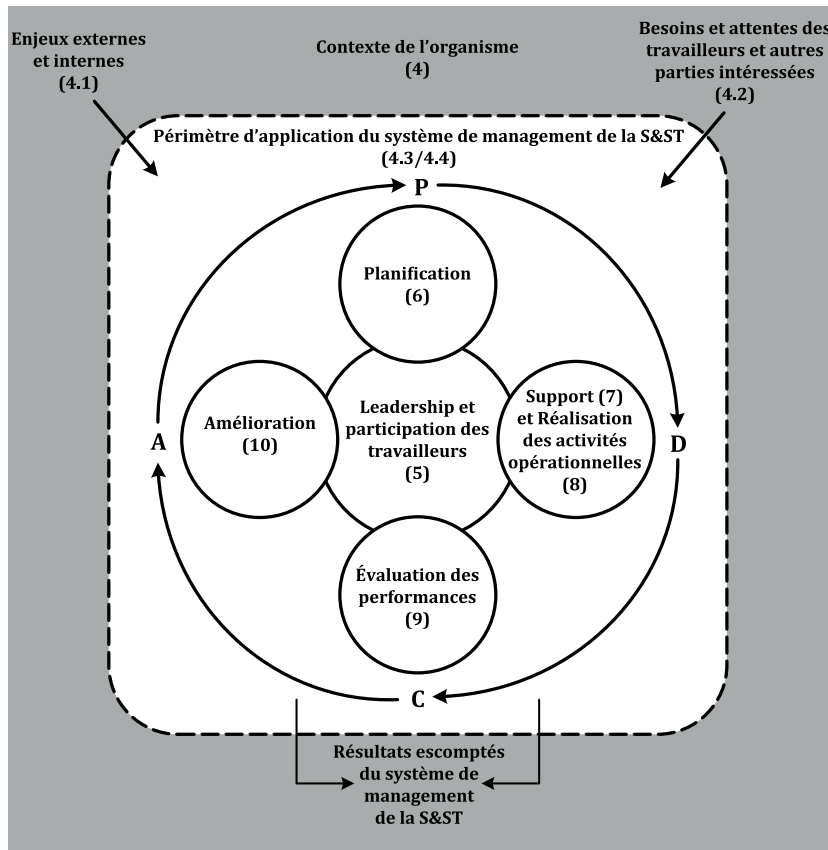 Enjeux externes
et internes
(4.1)
Contexte de l’organisme
(4)
Besoins et attentes des
travailleurs et autres
parties intéressées
(4.2)
Périmètre d’application du système de management de la S&ST
(4.3/4.4)
P
Planification
(6)
A
Amélioration
(10)
Leadership et
participation des
travailleurs
(5)
Support (7)
et Réalisation
des activités
opérationnelles
(8)
D
Évaluation des
performances
(9)
C
Résultats escomptés
du système de
management
de la S&ST